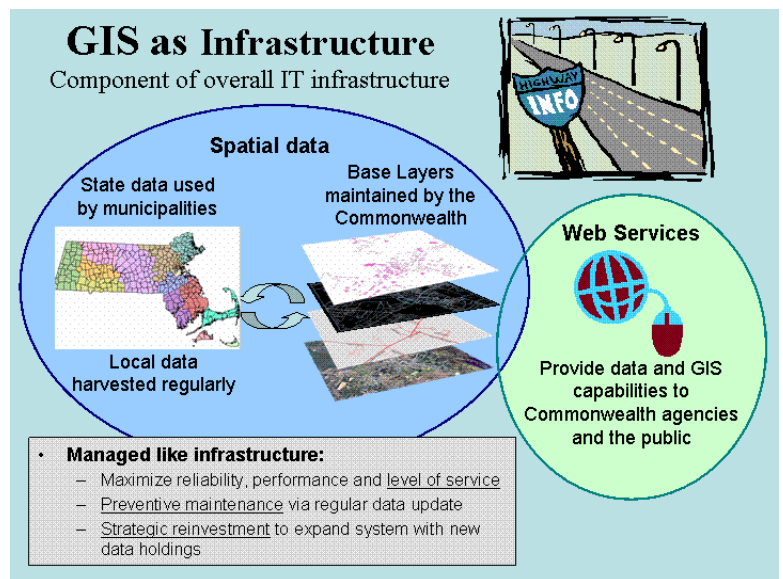 GIS as Infrastructure
Component of overall IT infrastructure
HIGHWAY
INFO
Spatial data
State data used
by municipalities
Base Layers
maintained by the
Commonwealth
Local data
harvested regularly
Web Services
Provide data and GIS
capabilities to
Commonwealth agencies
and the public
• Managed like infrastructure:
– Maximize reliability, performance and level of service
– Preventive maintenance via regular data update
– Strategic reinvestment to expand system with new
data holdings